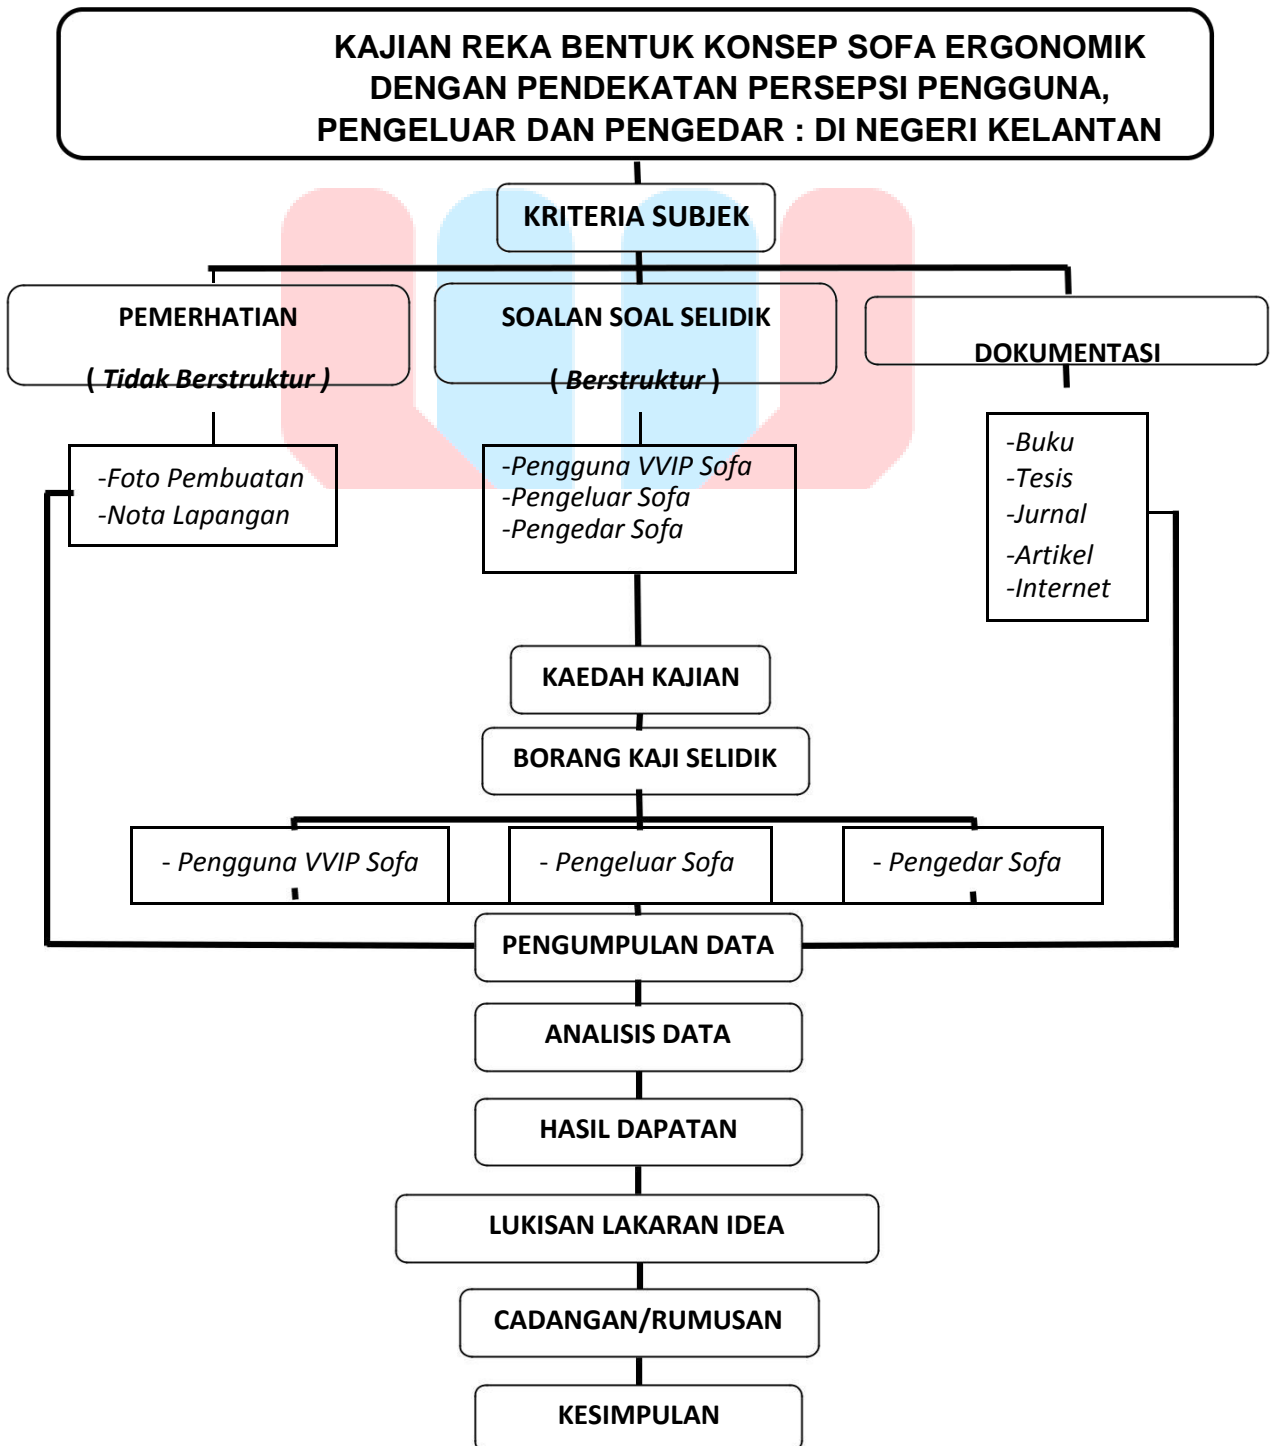 KAJIAN REKA BENTUK KONSEP SOFA ERGONOMIK
DENGAN PENDEKATAN PERSEPSI PENGGUNA,
PENGELUAR DAN PENGEDAR : DI NEGERI KELANTAN
KRITERIA SUBJEK
PEMERHATIAN
( Tidak Berstruktur )
SOALAN SOAL SELIDIK
( Berstruktur )
DOKUMENTASI
-Foto Pembuatan
-Nota Lapangan
-Pengguna VVIP Sofa
-Pengeluar Sofa
-Pengedar Sofa
-Buku
-Tesis
-Jurnal
-Artikel
-Internet
KAEDAH KAJIAN
BORANG KAJI SELIDIK
- Pengguna VVIP Sofa
- Pengeluar Sofa
- Pengedar Sofa
PENGUMPULAN DATA
ANALISIS DATA
HASIL DAPATAN
LUKISAN LAKARAN IDEA
CADANGAN/RUMUSAN
KESIMPULAN